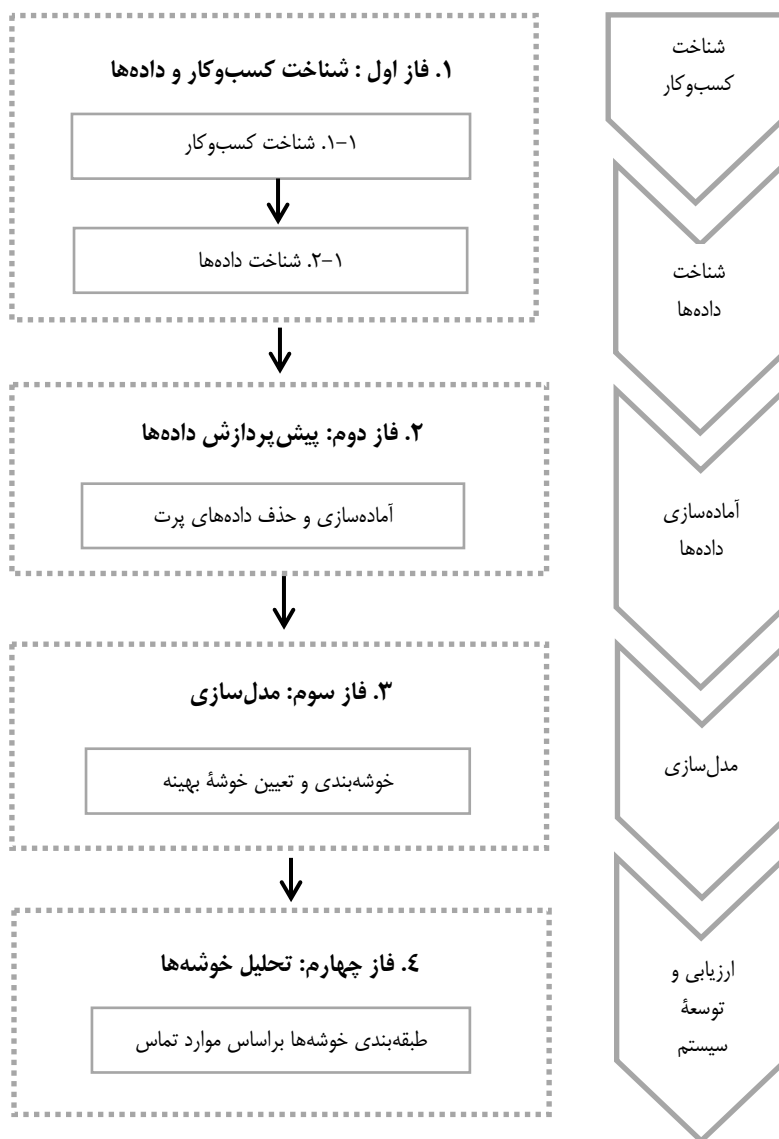 ۱. فاز اول : شناخت کسب‌وکار و داده‌ها
۱-۱. شناخت کسب‌وکار
۲-۱. شناخت داده‌ها
۲. فاز دوم: پیش‌پردازش داده‌ها
آماده‌سازی و حذف داده‌های پرت
۳. فاز سوم: مدل‌سازی
خوشه‌بندی و تعیین خوشهٔ بهینه
٤. فاز چهارم: تحلیل خوشه‌ها
طبقه‌بندی خوشه‌ها براساس موارد تماس
شناخت
کسب‌وکار
شناخت
داده‌ها
آماده‌سازی
داده‌ها
مدل‌سازی
ارزیابی و
توسعهٔ
سیستم